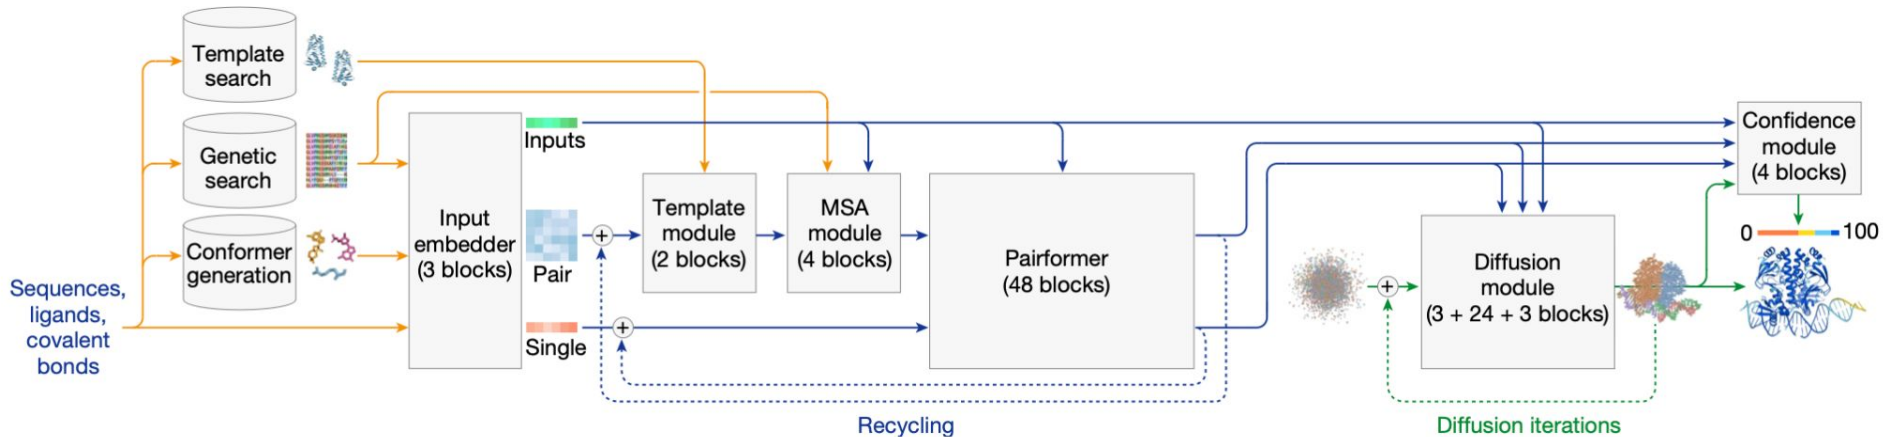 Template
search
Genetic
search
Conformer
generation
Sequences,
ligands,
covalent
bonds
Input
embedder
(3 blocks)
Inputs
Pair
Single
+
+
Template
module
(2 blocks)
MSA
module
(4 blocks)
Pairformer
(48 blocks)
Recycling
+
Diffusion
module
(3 + 24 + 3 blocks)
Diffusion iterations
Confidence
module
(4 blocks)
0 100